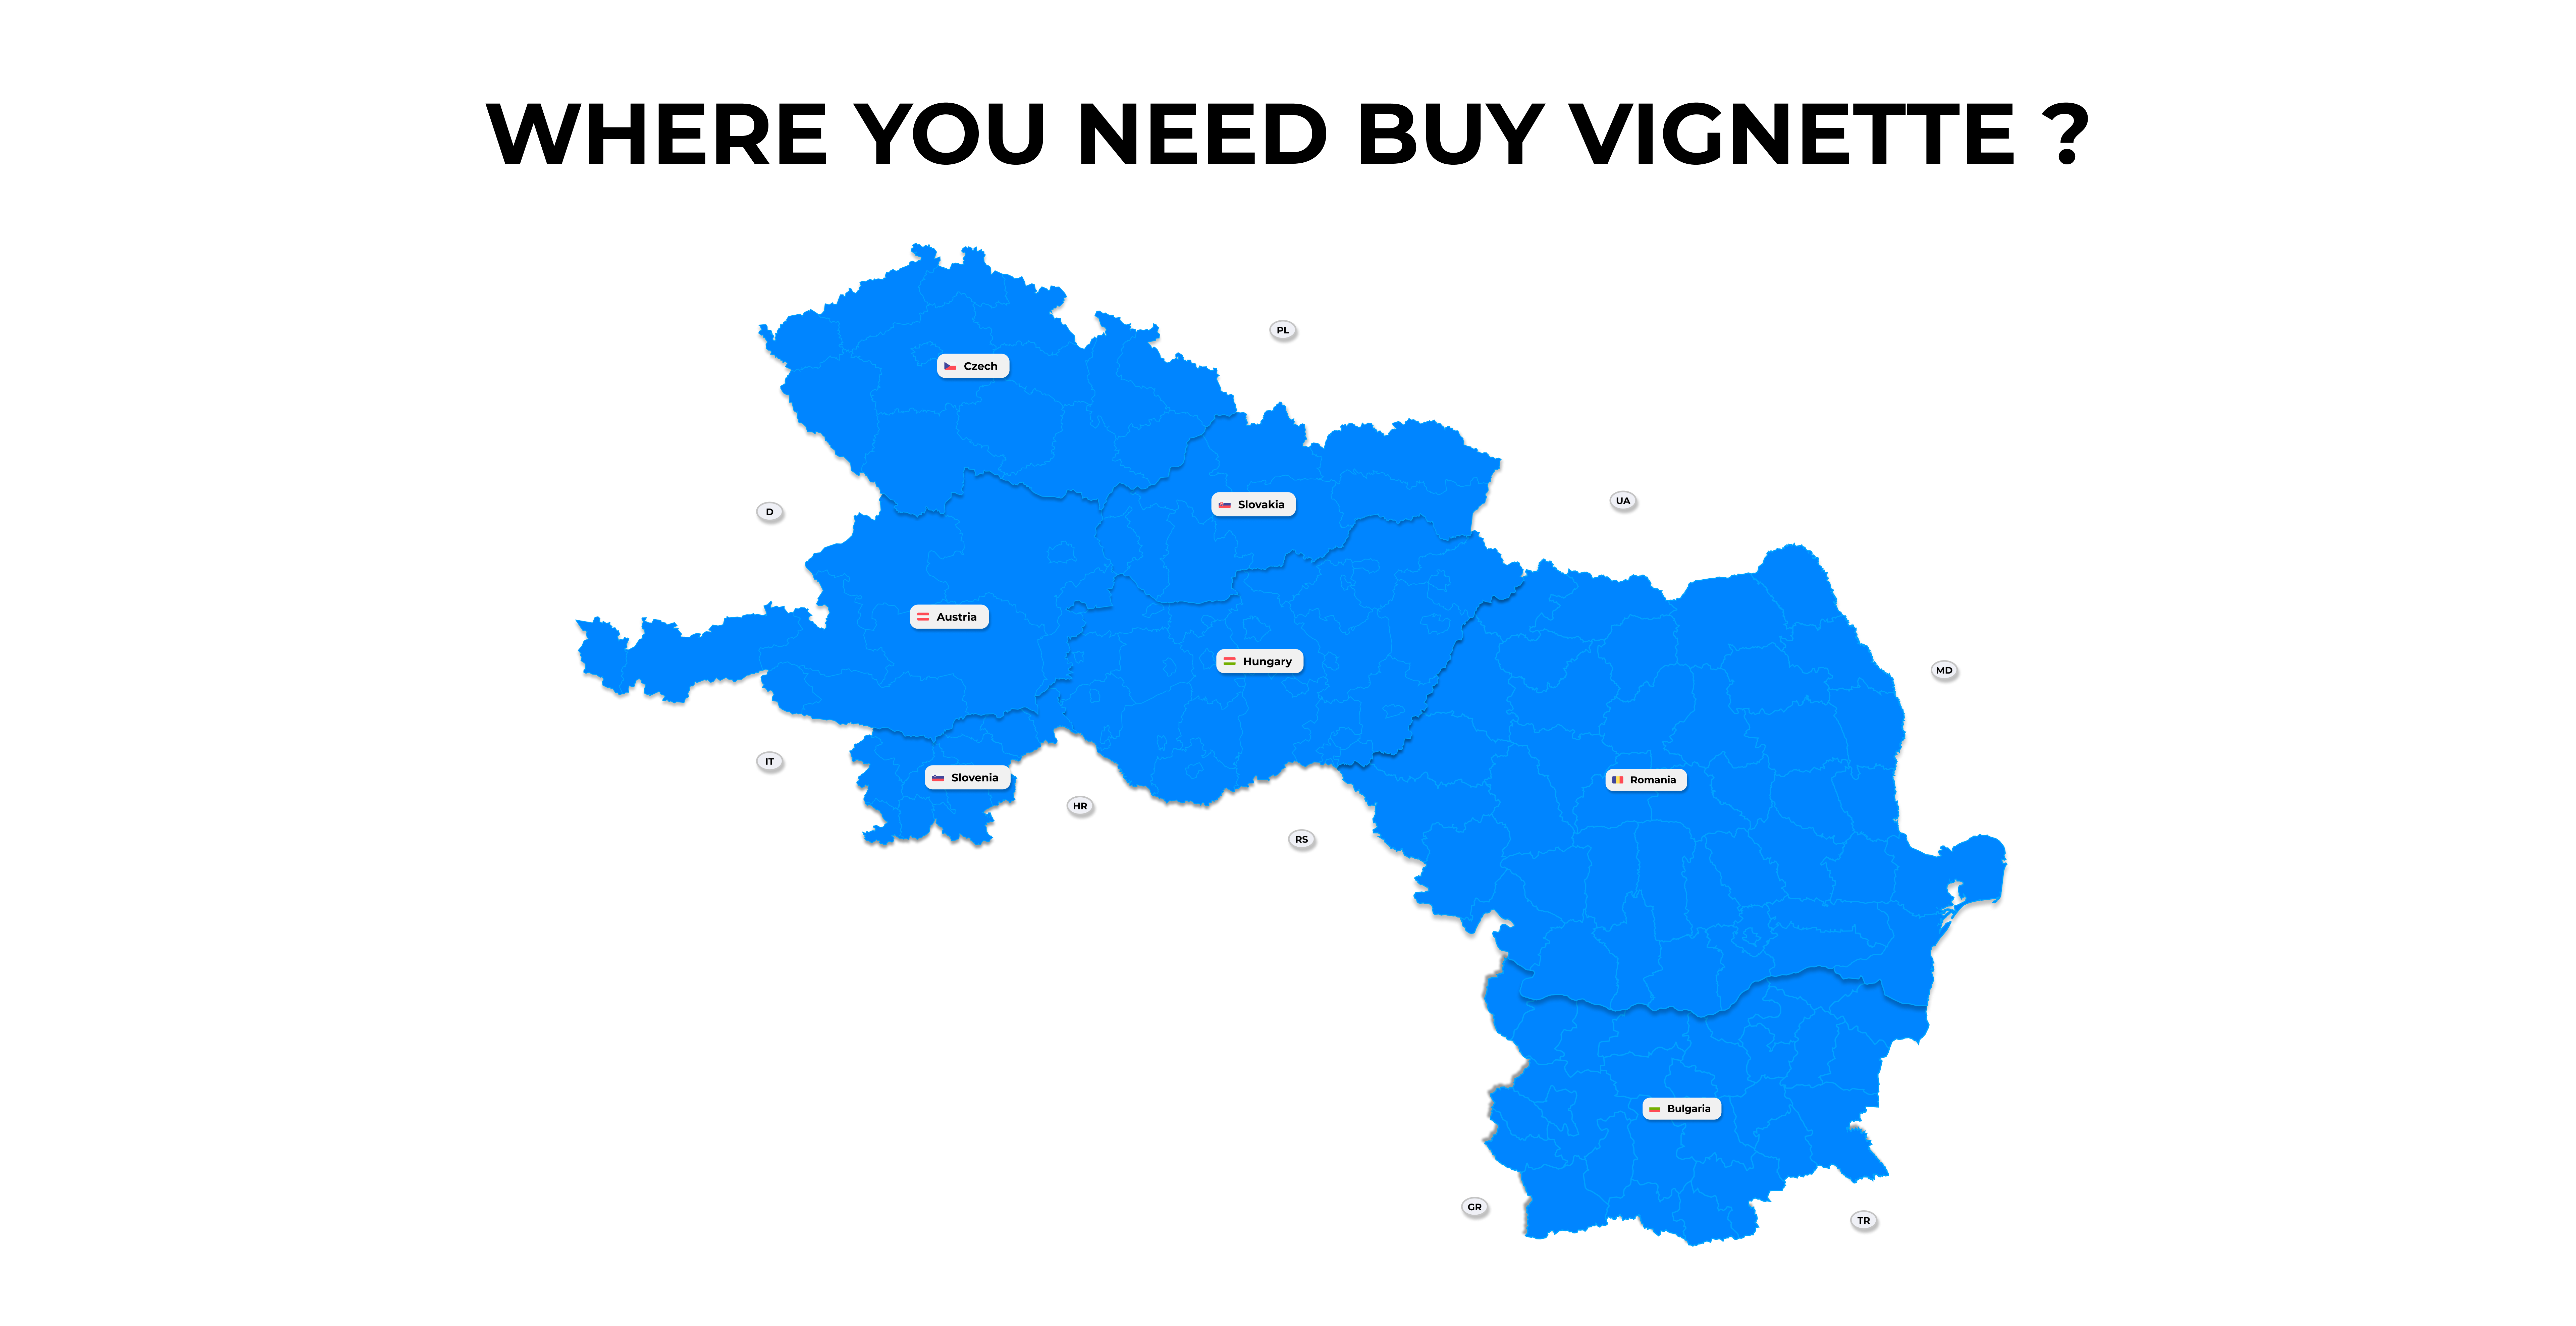 WHERE YOU NEED BUY VIGNETTE ?
PL
Czech
UA
Slovakia
D
Austria
Hungary
MD
IT
Slovenia
Romania
HR
RS
Bulgaria
GR
TR